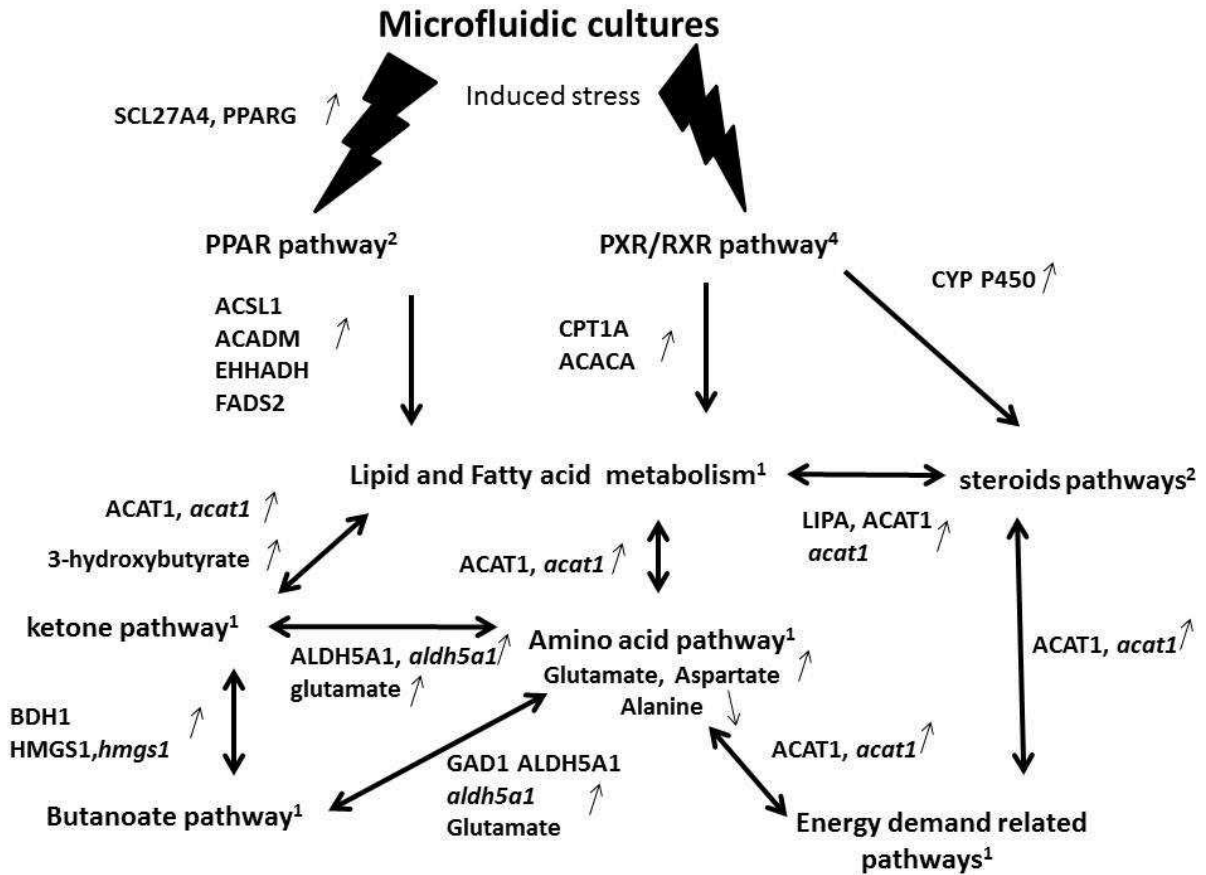 Microfluidic cultures
Induced stress
SCL27A4, PPARG
PPAR pathway2
PXR/RXR pathway4
CYP P450
ACSL1
ACADM
EHHADH
FADS2
CPT1A
ACACA
Lipid and Fatty acid metabolism1
steroids pathways2
ACAT1, acat1
3-hydroxybutyrate
ACAT1, acat1
LIPA, ACAT1
acat1
ketone pathway1
ALDH5A1, aldh5a1
glutamate
Amino acid pathway1
Glutamate, Aspartate
Alanine
ACAT1, acat1
BDH1
HMGS1,hmgs1
ACAT1, acat1
GAD1 ALDH5A1
aldh5a1
Glutamate
Butanoate pathway1
Energy demand related
pathways1